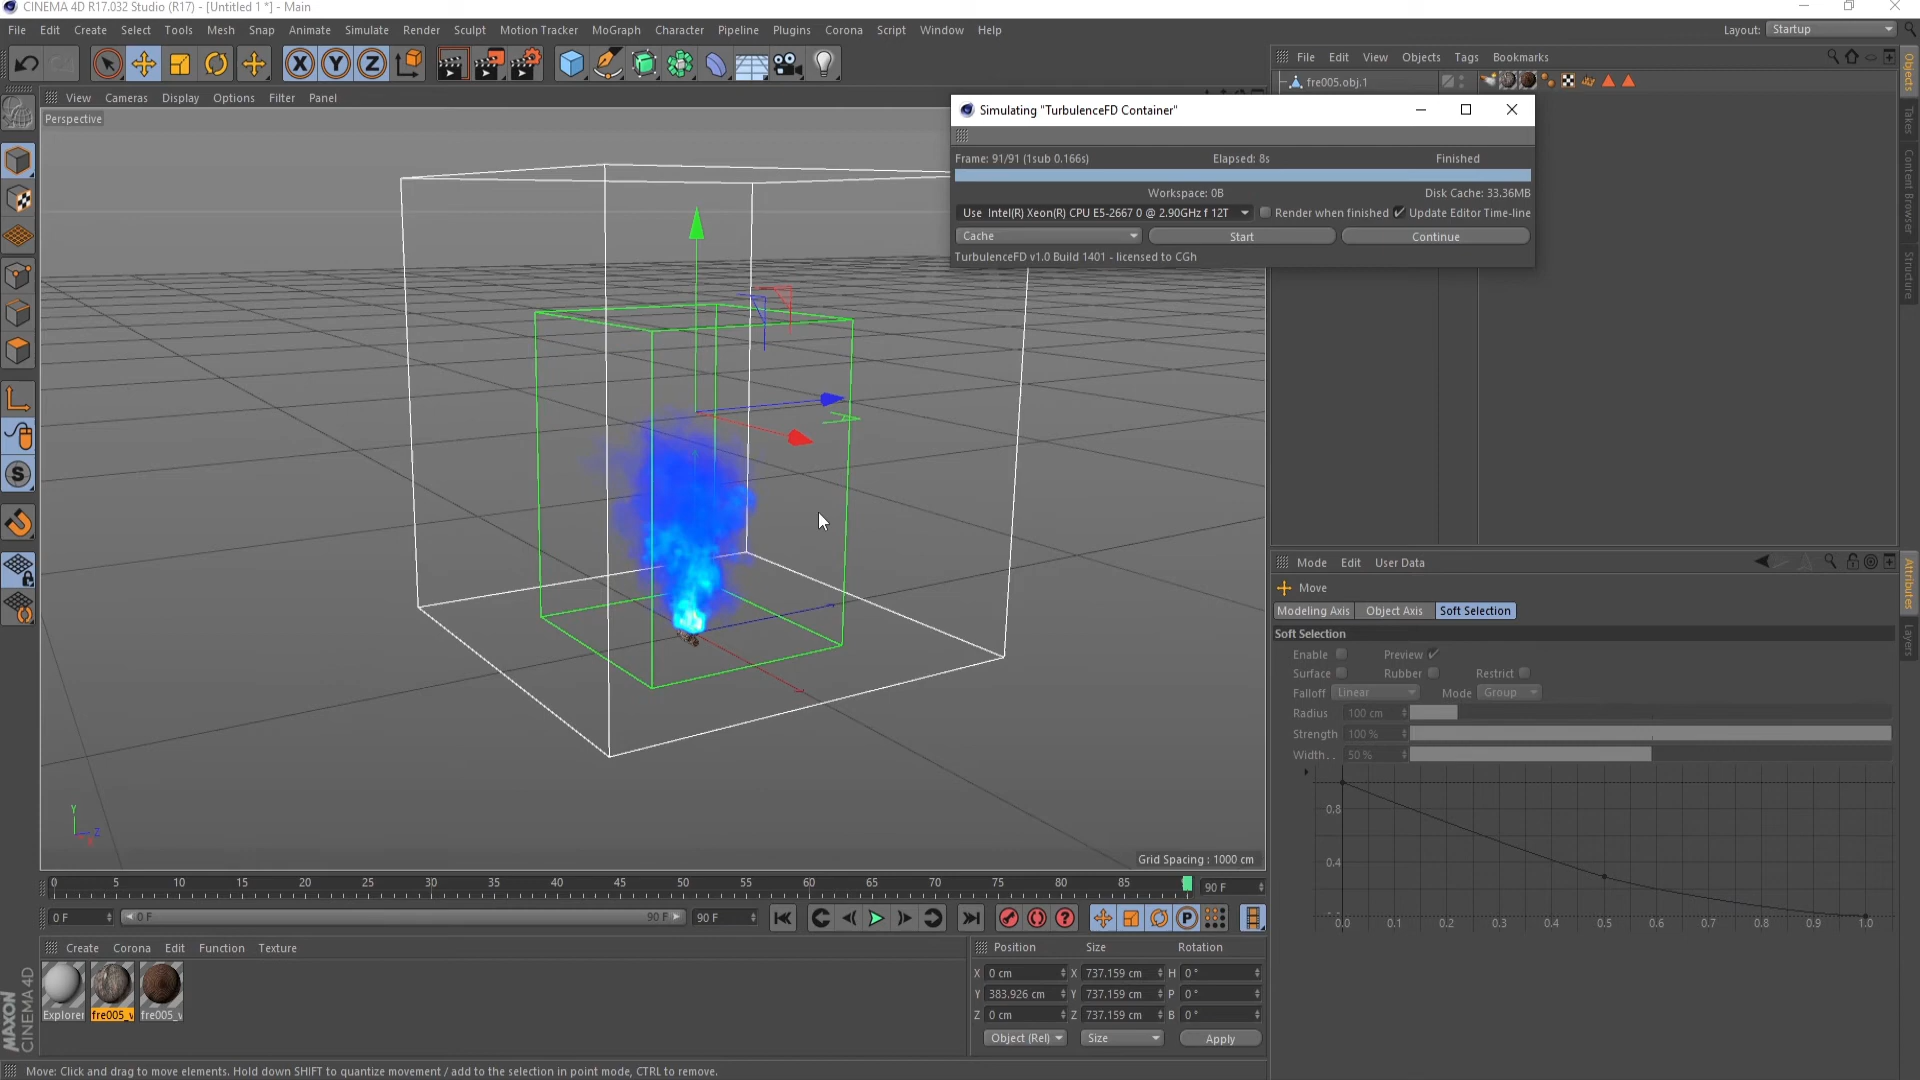 CINEMA 4D R17.032 Studio (R17) - [Untitled 1 *] - Main
File Edit Create Select Tools Mesh Snap Animate Simulate Render Sculpt Motion Tracker MoGraph Character Pipeline Plugins Corona Script Window Help
Layout: Startup
View Cameras Display Options Filter Panel
File Edit View Objects Tags Bookmarks
fre005.obj.1
Perspective
Simulating "TurbulenceFD Container"
Frame: 91/91 (1sub 0.166s) Elapsed: 8s Finished
Workspace: 0B Disk Cache: 33.36MB
Use Intel(R) Xeon(R) CPU E5-2667 0 @ 2.90GHz f 12T Render when finished Update Editor Time-line
Cache Start Continue
TurbulenceFD v1.0 Build 1401 - licensed to CGh
Objects
Takes
Content Browser
Structure
Mode Edit User Data
Move
Modeling Axis Object Axis Soft Selection
Soft Selection
Enable Preview
Surface Rubber Restrict
Falloff Linear Mode Group
Radius 100 cm
Strength 100 %
Width.. 50 %
0.8
0.4
0.0 0.1 0.2 0.3 0.4 0.5 0.6 0.7 0.8 0.9 1.0
Attributes
Layers
Y
Z
X
Grid Spacing : 1000 cm
0 5 10 15 20 25 30 35 40 45 50 55 60 65 70 75 80 85 90 F
0 F 0 F 90 F 90 F
P
Create Corona Edit Function Texture
Explorer fre005_v fre005_v
Position Size Rotation
X 0 cm X 737.159 cm H 0 °
Y 383.926 cm Y 737.159 cm P 0 °
Z 0 cm Z 737.159 cm B 0 °
Object (Rel) Size Apply
MAXON
CINEMA 4D
Move: Click and drag to move elements. Hold down SHIFT to quantize movement / add to the selection in point mode, CTRL to remove.